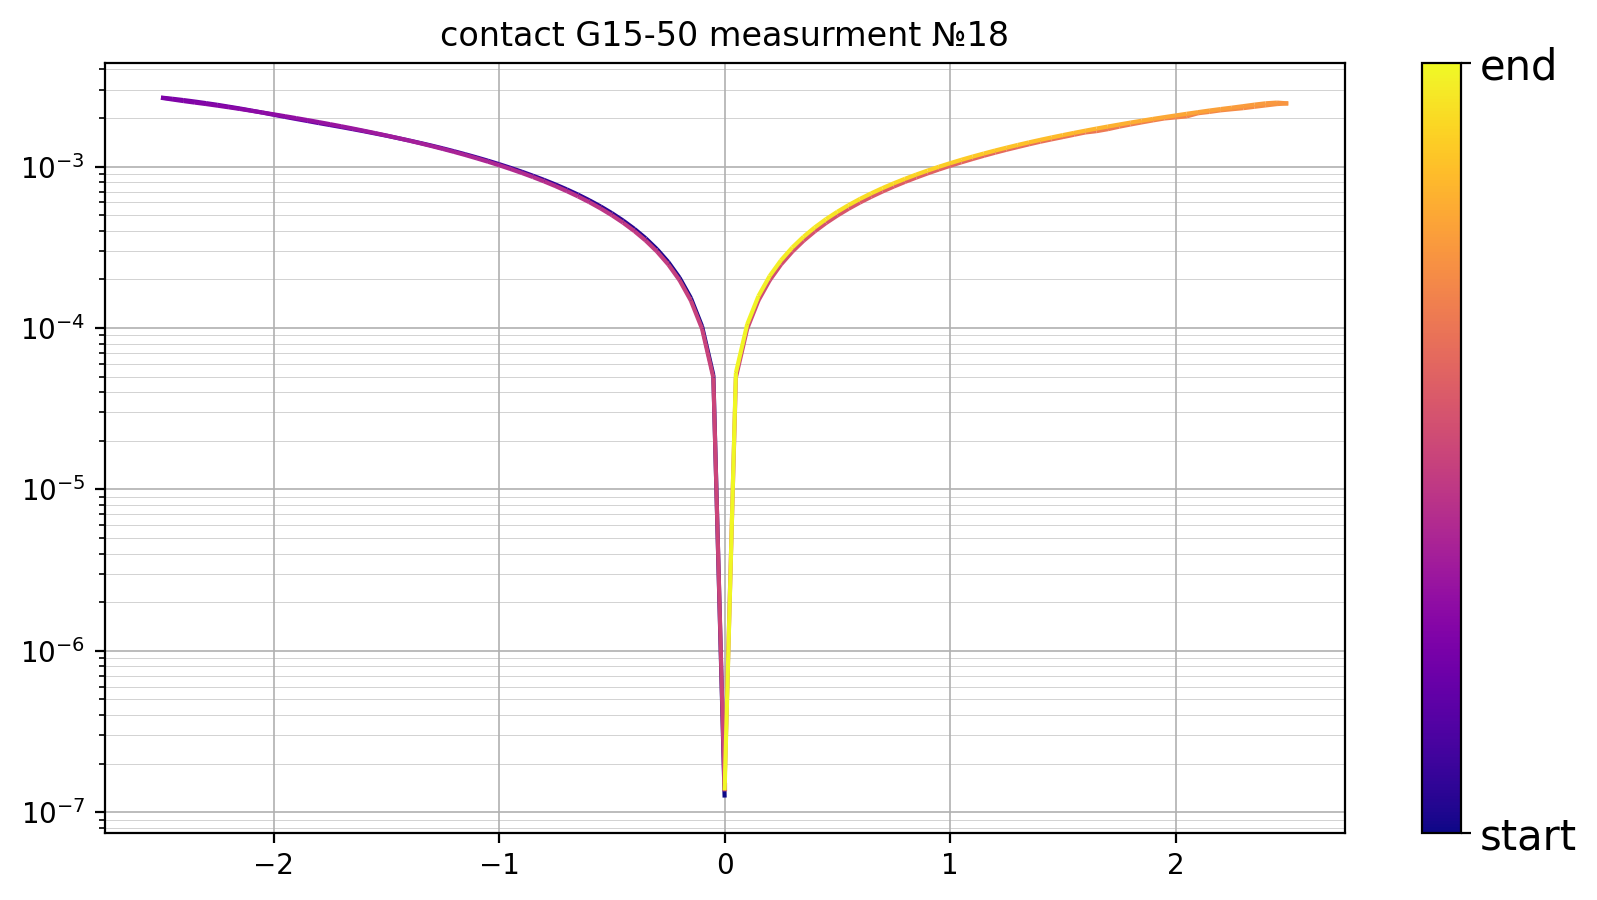 contact G15-50 measurment №18
end
10⁻³
10⁻⁴
10⁻⁵
10⁻⁶
10⁻⁷
start
−2 −1 0 1 2